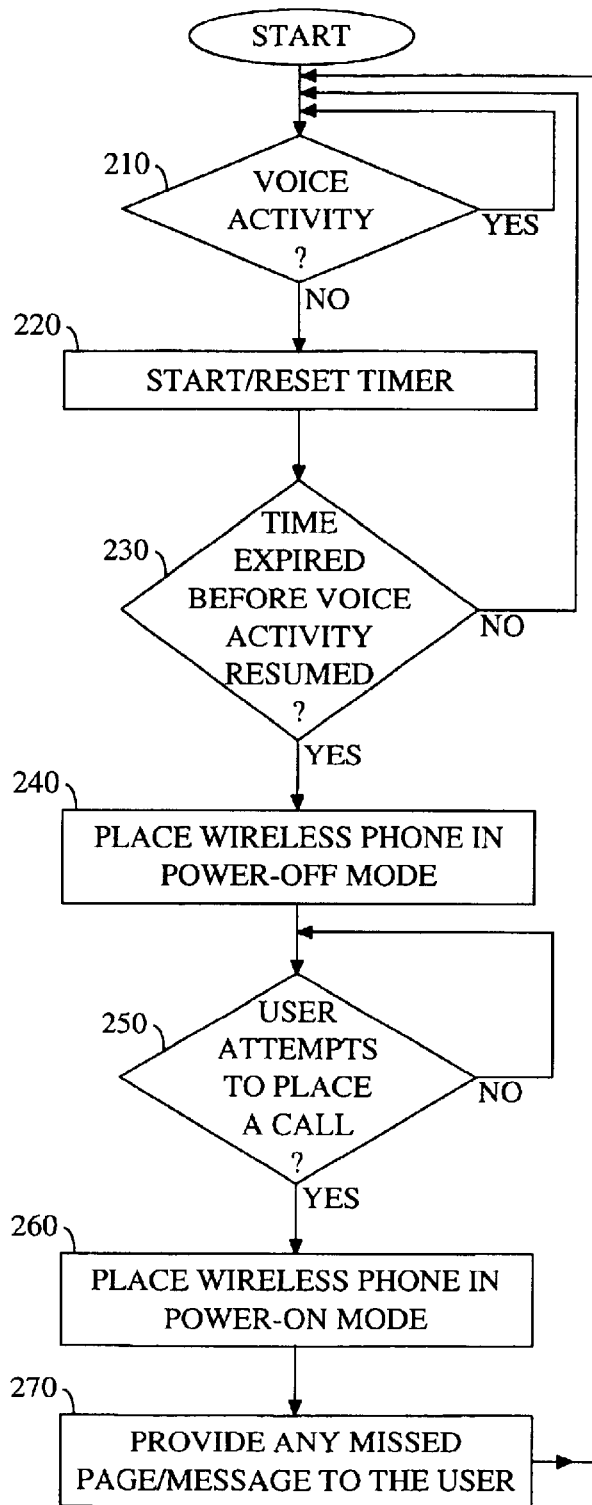 START
210
VOICE
ACTIVITY
?
YES
NO
220
START/RESET TIMER
230
TIME
EXPIRED
BEFORE VOICE
ACTIVITY
RESUMED
?
NO
YES
240
PLACE WIRELESS PHONE IN
POWER-OFF MODE
250
USER
ATTEMPTS
TO PLACE
A CALL
?
NO
YES
260
PLACE WIRELESS PHONE IN
POWER-ON MODE
270
PROVIDE ANY MISSED
PAGE/MESSAGE TO THE USER